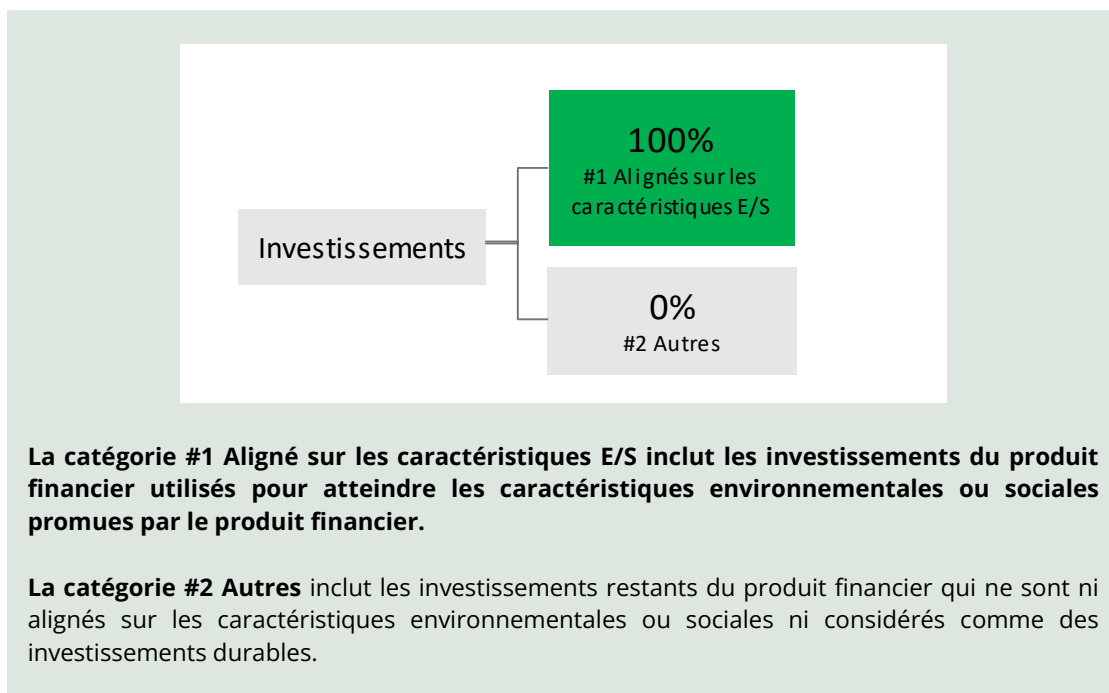 100%
#1 Alignés sur les
caractéristiques E/S
Investissements
0%
#2 Autres
La catégorie #1 Aligné sur les caractéristiques E/S inclut les investissements du produit
financier utilisés pour atteindre les caractéristiques environnementales ou sociales
promues par le produit financier.
La catégorie #2 Autres inclut les investissements restants du produit financier qui ne sont ni
alignés sur les caractéristiques environnementales ou sociales ni considérés comme des
investissements durables.